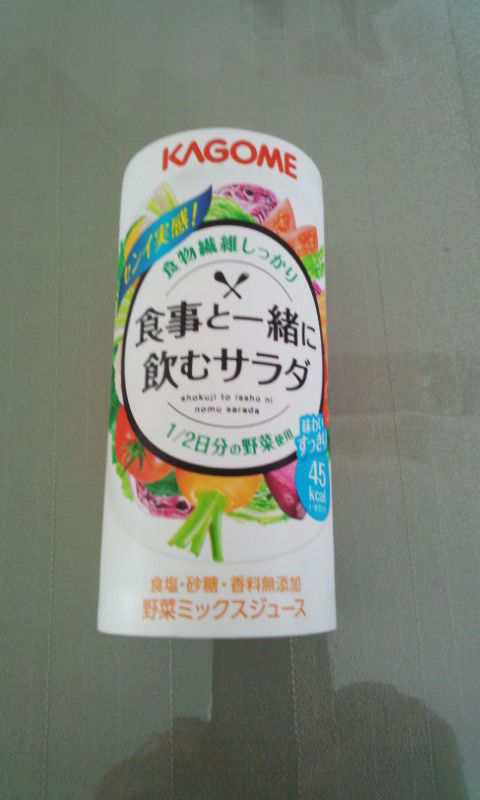 KAGOME
センイ実感!
食物繊維しっかり
食事と一緒に
飲むサラダ
shokuji to issho ni
nomu sarada
1/2日分の野菜使用
味わい
すっきり
45
kcal
食塩・砂糖・香料無添加
野菜ミックスジュース